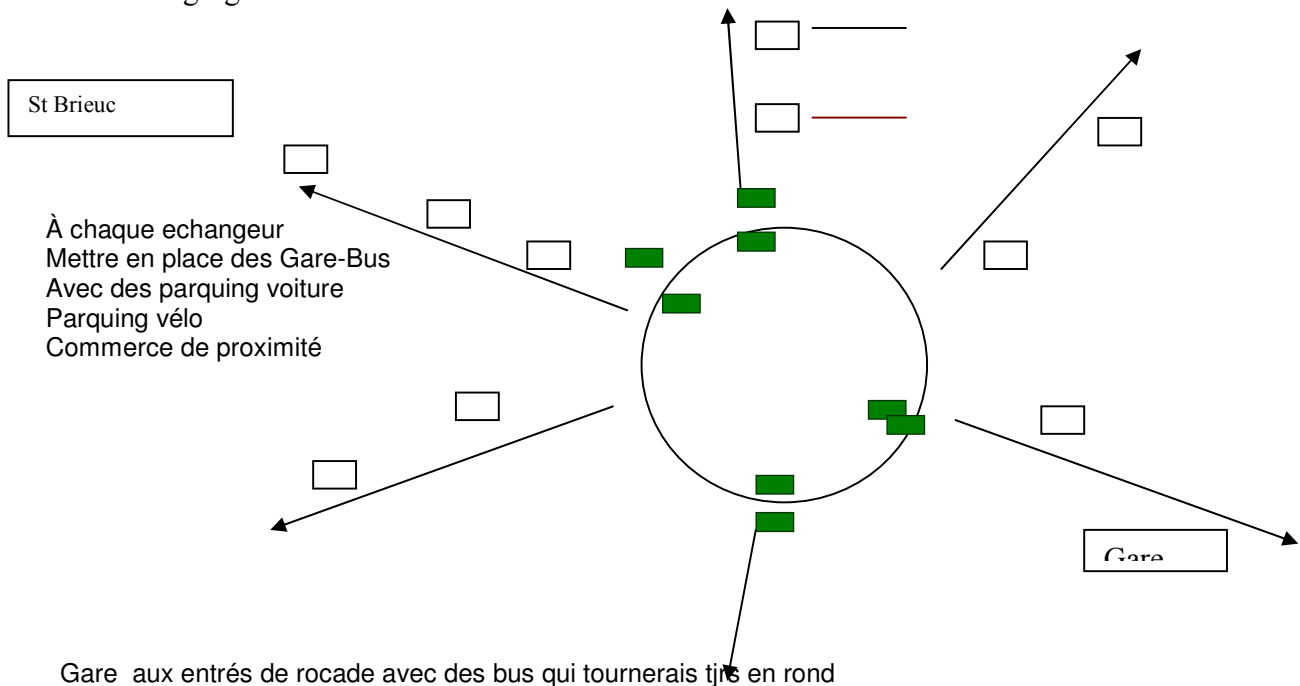 St Brieuc
À chaque echangeur
Mettre en place des Gare-Bus
Avec des parquing voiture
Parquing vélo
Commerce de proximité
Gare
Gare aux entrés de rocade avec des bus qui tournerais tjrs en rond